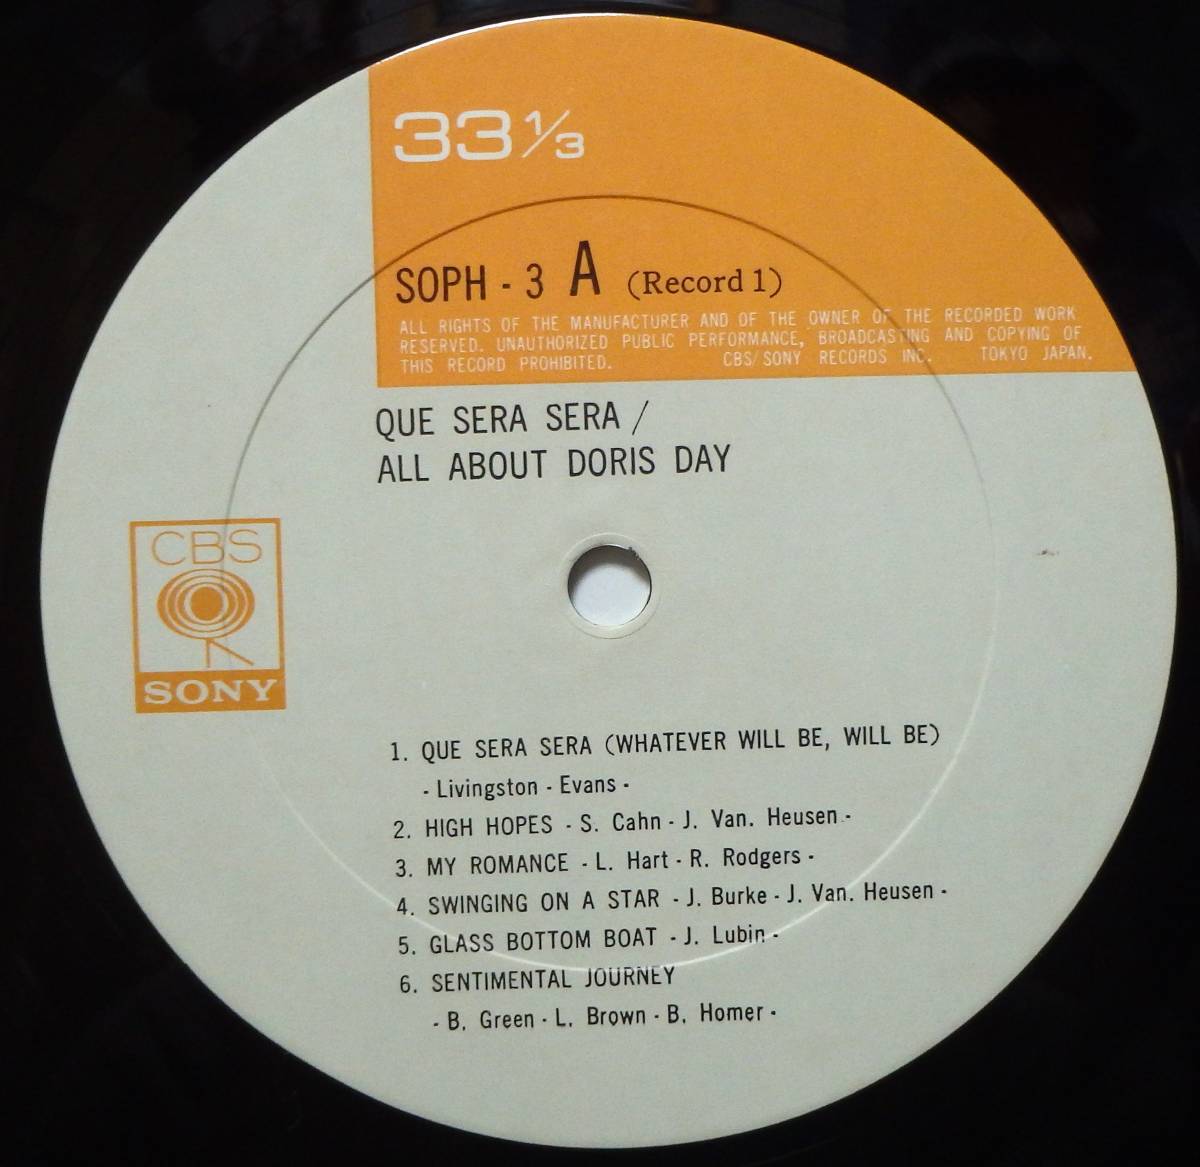 33 1/3
SOPH - 3 A (Record 1)
ALL RIGHTS OF THE MANUFACTURER AND OF THE OWNER OF THE RECORDED WORK
RESERVED. UNAUTHORIZED PUBLIC PERFORMANCE, BROADCASTING AND COPYING OF
THIS RECORD PROHIBITED. CBS/SONY RECORDS INC. TOKYO JAPAN.
QUE SERA SERA /
ALL ABOUT DORIS DAY
CBS
SONY
1. QUE SERA SERA (WHATEVER WILL BE, WILL BE)
- Livingston - Evans -
2. HIGH HOPES - S. Cahn - J. Van. Heusen -
3. MY ROMANCE - L. Hart - R. Rodgers -
4. SWINGING ON A STAR - J. Burke - J. Van. Heusen -
5. GLASS BOTTOM BOAT - J. Lubin -
6. SENTIMENTAL JOURNEY
- B. Green - L. Brown - B. Homer -